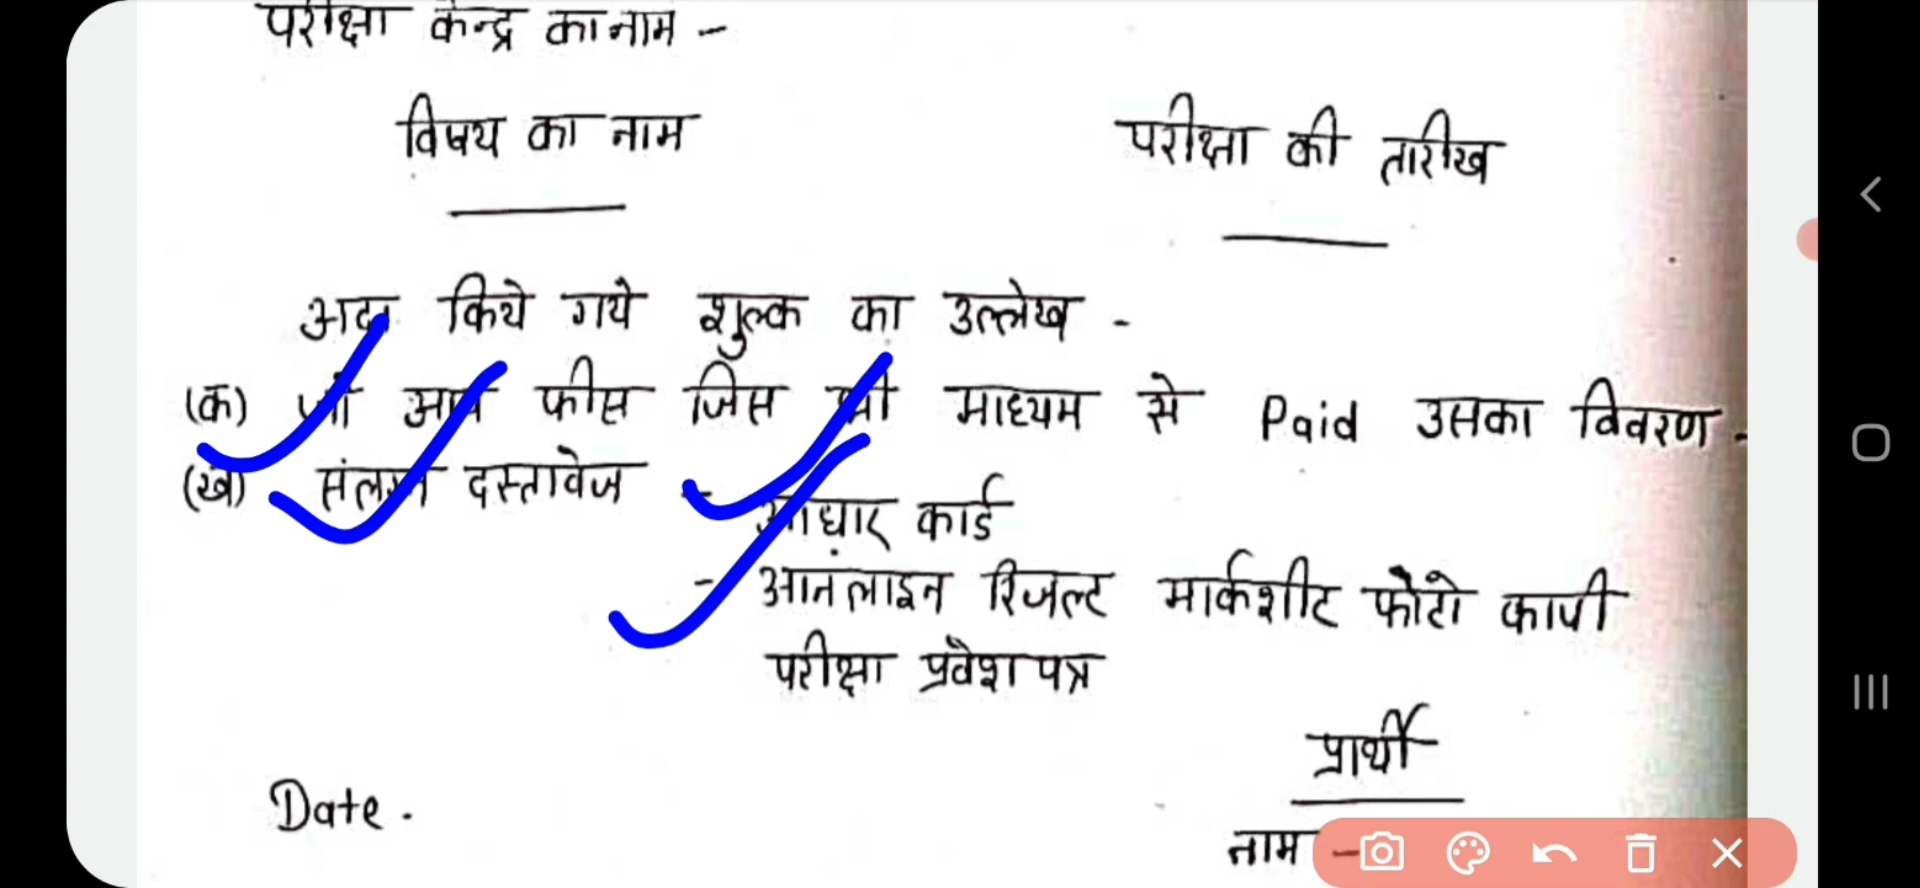 परीक्षा केन्द्र का नाम -
विषय का नाम
परीक्षा की तारीख
अदा किये गये शुल्क का उल्लेख -
(क) जो आप फीस जिस भी माध्यम से Paid उसका विवरण -
(ख) संलग्न दस्तावेज - आधार कार्ड
- आनंलाइन रिजल्ट मार्कशीट फोटो कापी
परीक्षा प्रवेश पत्र
प्रार्थी
Date .
नाम -